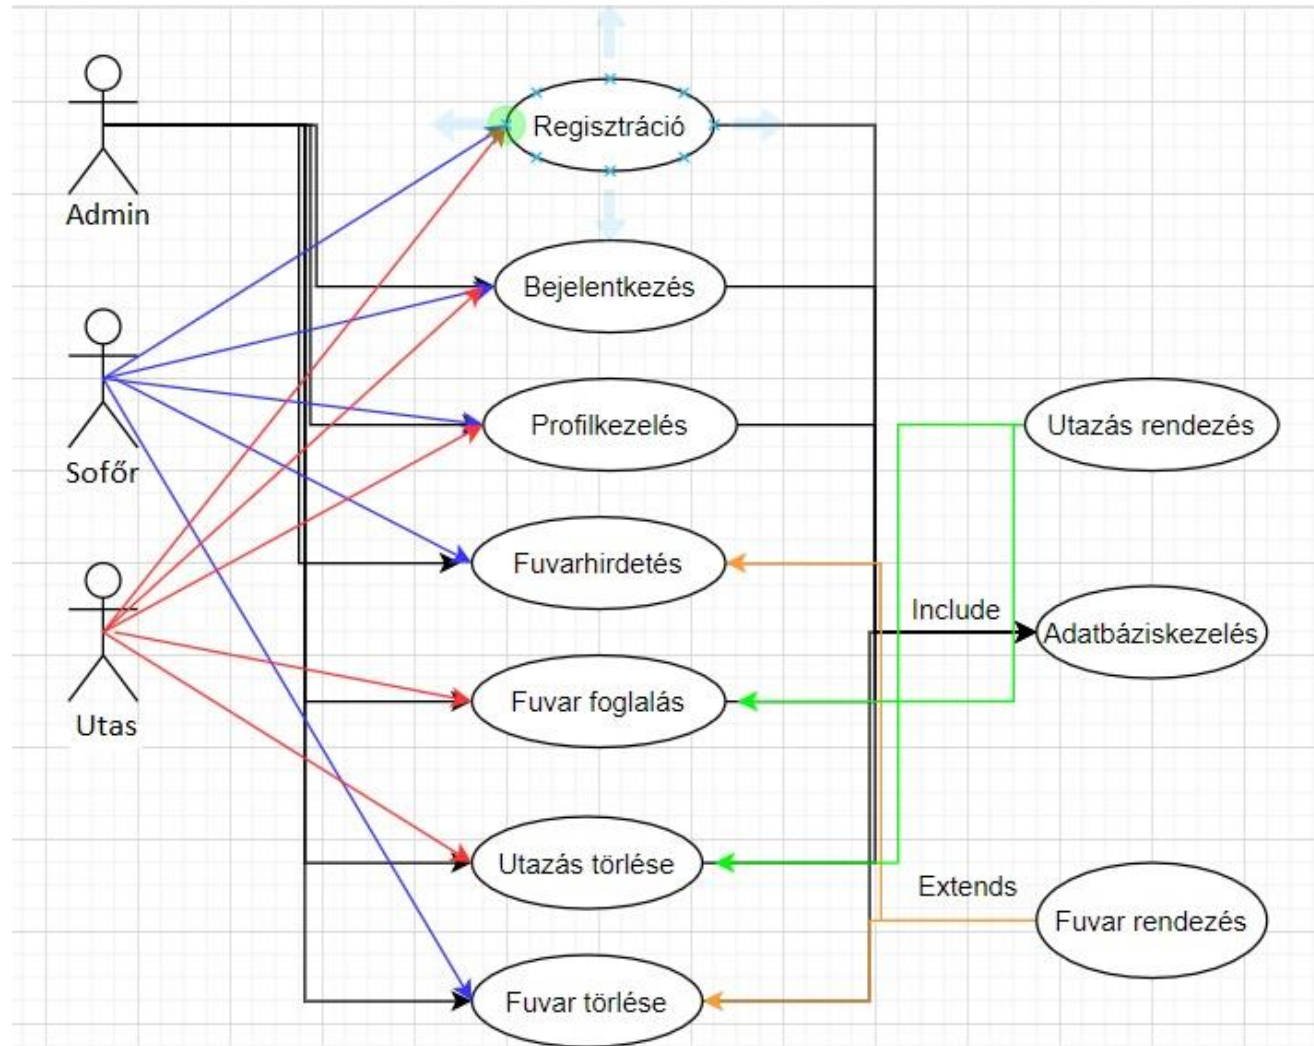 Admin
Sofőr
Utas
Regisztráció
Bejelentkezés
Profilkezelés
Fuvarhirdetés
Fuvar foglalás
Utazás törlése
Fuvar törlése
Utazás rendezés
Include
Adatbáziskezelés
Extends
Fuvar rendezés